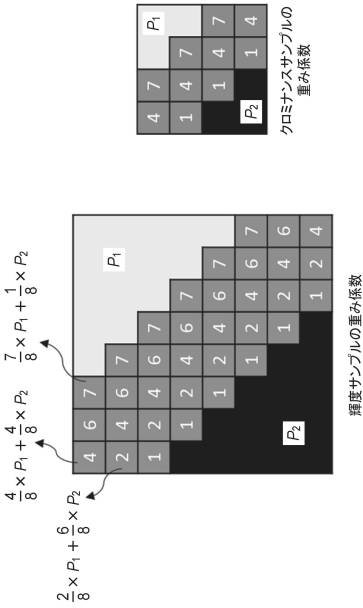 7/8 × P1 + 1/8 × P2
4/8 × P1 + 4/8 × P2
2/8 × P1 + 6/8 × P2
4 6 7 P1
2 4 6 7
1 2 4 6 7
1 2 4 6 7
1 2 4 6 7
1 2 4 6 7
P2 1 2 4 6
1 2 4
輝度サンプルの重み係数
4 7 P1
1 4 7
1 4 7
P2 1 4
クロミナンスサンプルの
重み係数